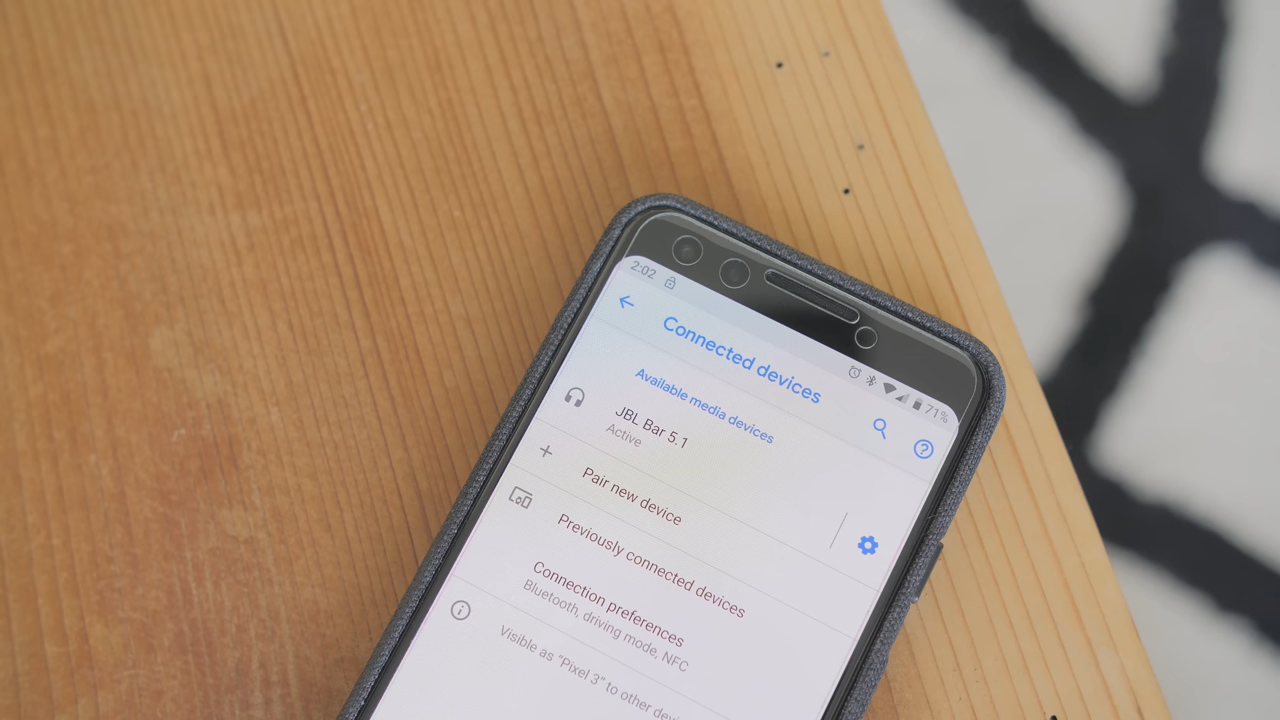 2:02
71%
Connected devices
Available media devices
JBL Bar 5.1
Active
Pair new device
Previously connected devices
Connection preferences
Bluetooth, driving mode, NFC
Visible as "Pixel 3" to other